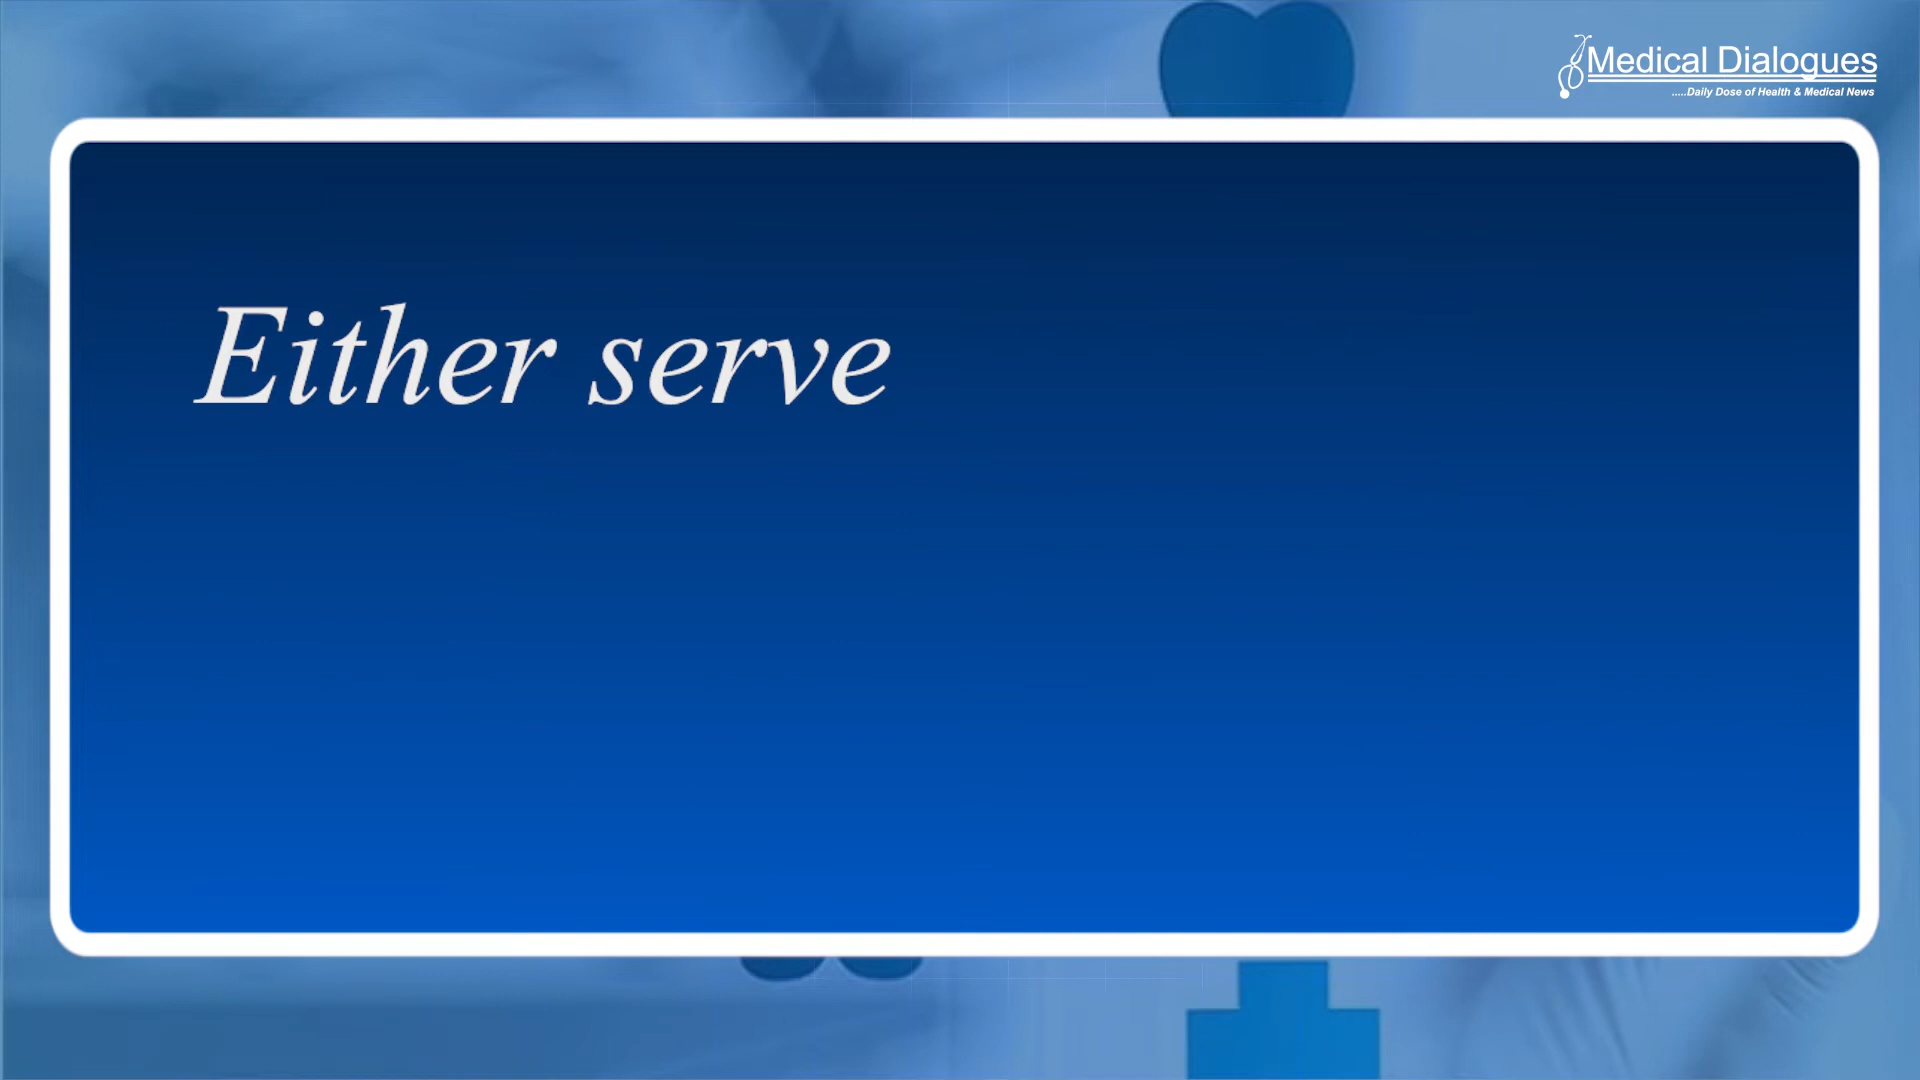 Medical Dialogues
.....Daily Dose of Health & Medical News
Either serve